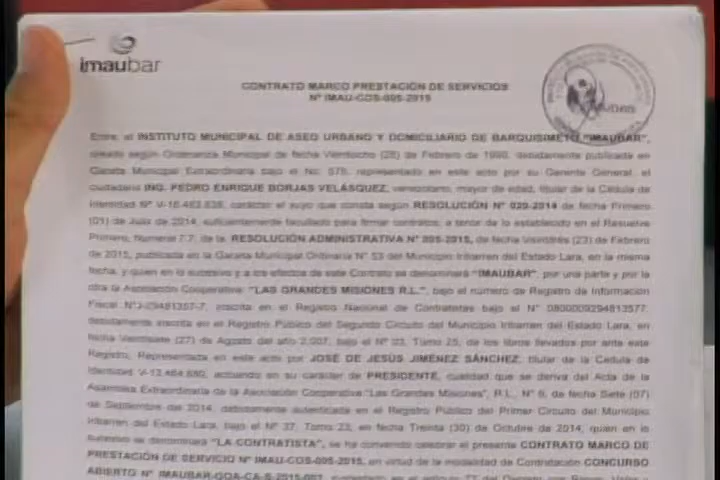 imaubar
CONTRATO MARCO PRESTACIÓN DE SERVICIOS
Nº IMAU-COS-005-2015
Entre el INSTITUTO MUNICIPAL DE ASEO URBANO Y DOMICILIARIO DE BARQUISIMETO "IMAUBAR",
creado según Ordenanza Municipal de fecha Veintiocho (28) de Febrero de 1990, debidamente publicada en
Gaceta Municipal Extraordinaria bajo el No. 578, representado en este acto por su Gerente General, el
ciudadano ING. PEDRO ENRIQUE BORJAS VELÁSQUEZ, venezolano, mayor de edad, titular de la Cédula de
Identidad Nº carácter el suyo que consta según RESOLUCIÓN Nº 029-2014 de fecha Primero
(01) de Julio de 2014, suficientemente facultado para firmar contratos; a tenor de lo establecido en el Resuelve
Primero, Numeral 7.7, de la RESOLUCIÓN ADMINISTRATIVA Nº 005-2015, de fecha Veintitrés (23) de Febrero
de 2015, publicada en la Gaceta Municipal Ordinaria Nº 53 del Municipio Iribarren del Estado Lara, en la misma
fecha, y quien en lo sucesivo y a los efectos de este Contrato se denominará "IMAUBAR", por una parte y por la
otra la Asociación Cooperativa: "LAS GRANDES MISIONES R.L.", bajo el número de Registro de Información
Fiscal Nº J-29481357-7, inscrita en el Registro Nacional de Contratistas bajo el Nº 0800009294813577,
debidamente inscrita en el Registro Público del Segundo Circuito del Municipio Iribarren del Estado Lara, en
fecha Veintisiete (27) de Agosto del año 2.007, bajo el Nº 23, Tomo 25, de los libros llevados por ante este
Registro, Representada en este acto por JOSÉ DE JESÚS JIMÉNEZ SÁNCHEZ, titular de la Cédula de
Identidad V-13.464.680, actuando en su carácter de PRESIDENTE, cualidad que se deriva del Acta de la
Asamblea Extraordinaria de la Asociación Cooperativa "Las Grandes Misiones", R.L. Nº 9, de fecha Siete (07)
de Septiembre del 2014, debidamente autenticada en el Registro Público del Primer Circuito del Municipio
Iribarren del Estado Lara, bajo el Nº 37, Tomo 23, en fecha Treinta (30) de Octubre de 2014, quien en lo
sucesivo se denominará "LA CONTRATISTA", se ha convenido celebrar el presente CONTRATO MARCO DE
PRESTACIÓN DE SERVICIO Nº IMAU-COS-005-2015, en virtud de la modalidad de Contratación CONCURSO
ABIERTO Nº IMAUBAR-GOA-CA-S-2015-001